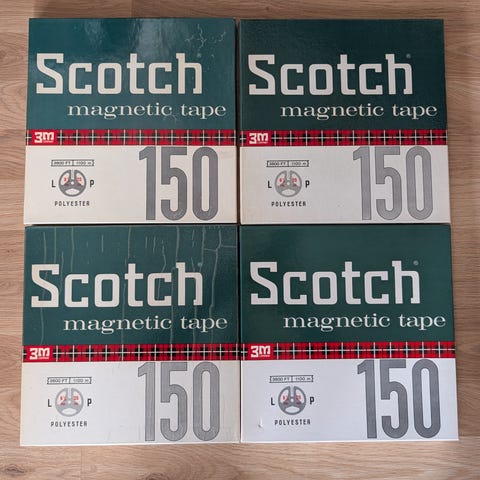 Scotch
magnetic tape
3M
3600 FT 1100 m
L P
150
POLYESTER
Scotch
magnetic tape
3M
3600 FT 1100 m
L P
150
POLYESTER
Scotch
magnetic tape
3M
3600 FT 1100 m
L P
150
POLYESTER
Scotch
magnetic tape
3M
3600 FT 1100 m
L P
150
POLYESTER